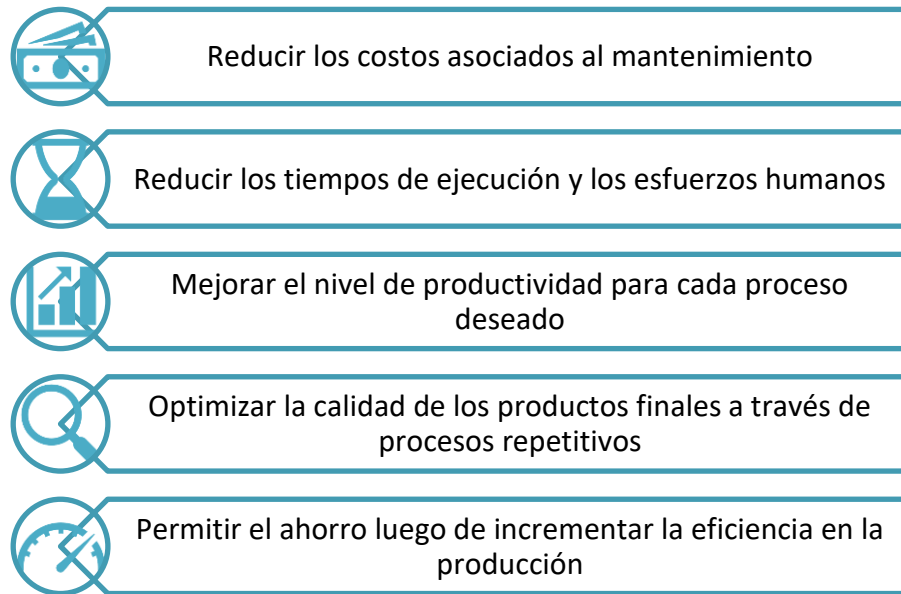 Reducir los costos asociados al mantenimiento
Reducir los tiempos de ejecución y los esfuerzos humanos
Mejorar el nivel de productividad para cada proceso
deseado
Optimizar la calidad de los productos finales a través de
procesos repetitivos
Permitir el ahorro luego de incrementar la eficiencia en la
producción